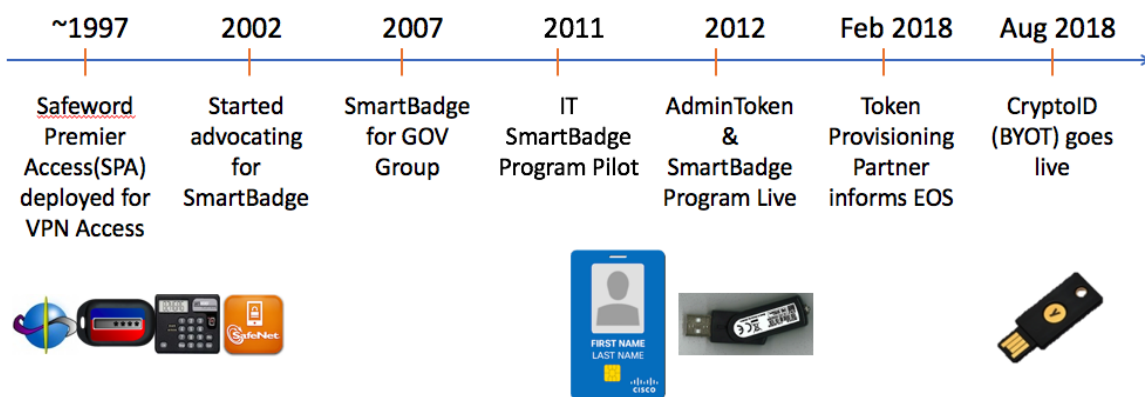 ~1997
2002
2007
2011
2012
Feb 2018
Aug 2018
Safeword
Premier
Access(SPA)
deployed for
VPN Access
Started
advocating
for
SmartBadge
SmartBadge
for GOV
Group
IT
SmartBadge
Program Pilot
AdminToken
&
SmartBadge
Program Live
Token
Provisioning
Partner
informs EOS
CryptoID
(BYOT) goes
live
SafeNet
FIRST NAME
LAST NAME
CISCO
CE
Y